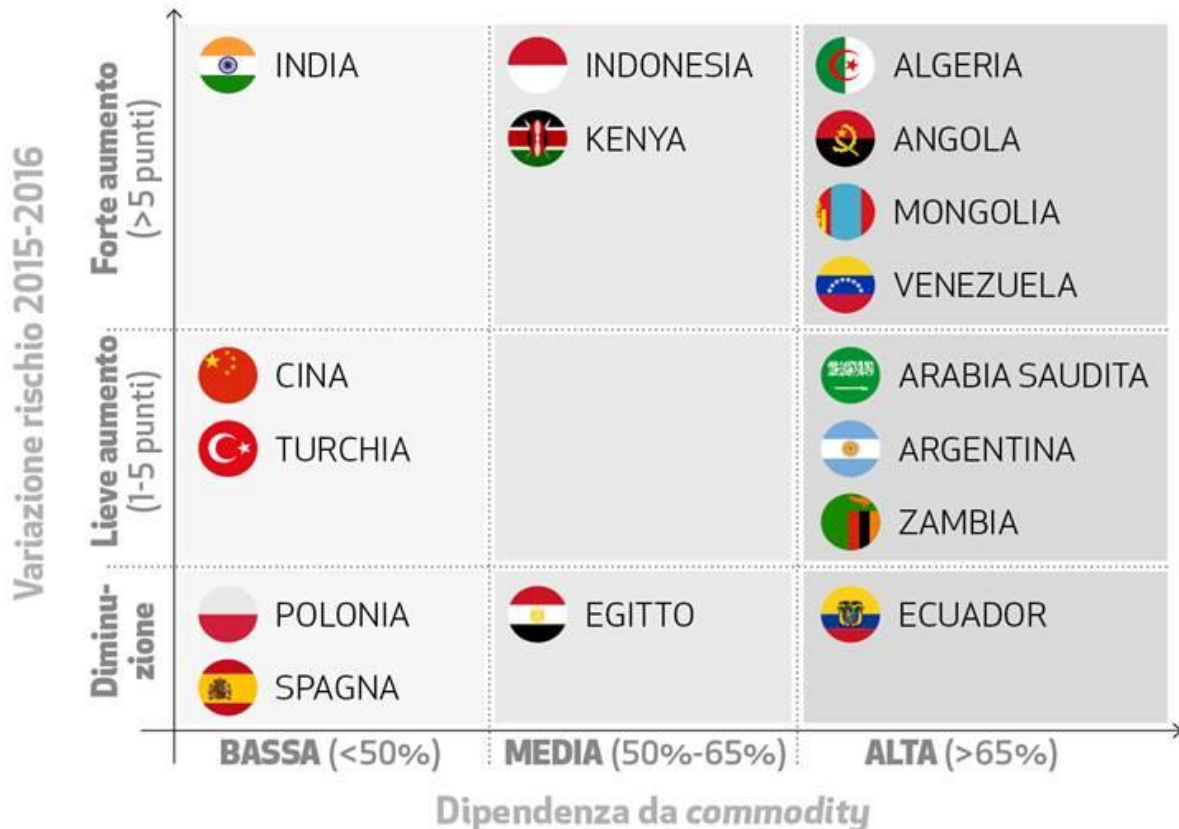 Variazione rischio 2015-2016
Forte aumento
(>5 punti)
INDIA
INDONESIA
KENYA
ALGERIA
ANGOLA
MONGOLIA
VENEZUELA
Lieve aumento
(1-5 punti)
CINA
TURCHIA
ARABIA SAUDITA
ARGENTINA
ZAMBIA
Diminu-
zione
POLONIA
SPAGNA
EGITTO
ECUADOR
BASSA (<50%)
MEDIA (50%-65%)
ALTA (>65%)
Dipendenza da commodity